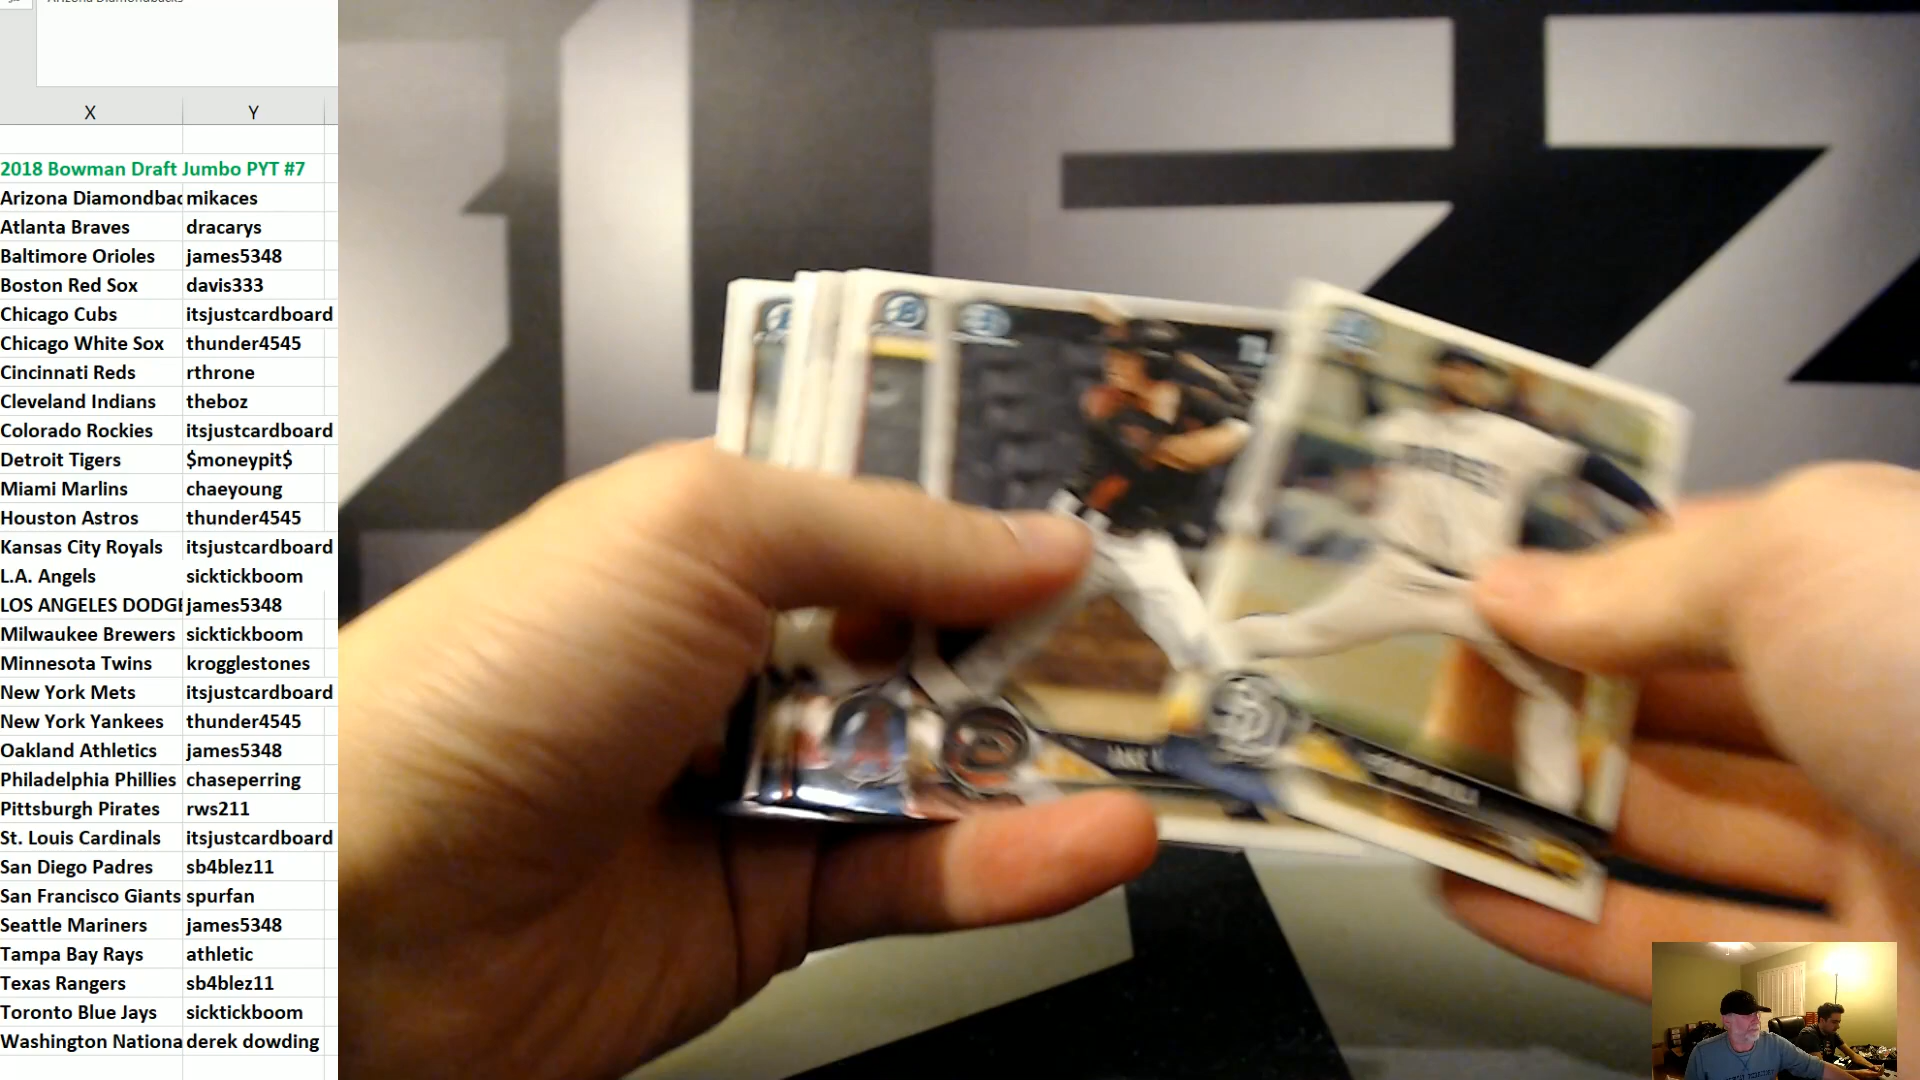 X Y
2018 Bowman Draft Jumbo PYT #7
Arizona Diamondbac mikaces
Atlanta Braves dracarys
Baltimore Orioles james5348
Boston Red Sox davis333
Chicago Cubs itsjustcardboard
Chicago White Sox thunder4545
Cincinnati Reds rthrone
Cleveland Indians theboz
Colorado Rockies itsjustcardboard
Detroit Tigers $moneypit$
Miami Marlins chaeyoung
Houston Astros thunder4545
Kansas City Royals itsjustcardboard
L.A. Angels sicktickboom
LOS ANGELES DODGE james5348
Milwaukee Brewers sicktickboom
Minnesota Twins krogglestones
New York Mets itsjustcardboard
New York Yankees thunder4545
Oakland Athletics james5348
Philadelphia Phillies chaseperring
Pittsburgh Pirates rws211
St. Louis Cardinals itsjustcardboard
San Diego Padres sb4blez11
San Francisco Giants spurfan
Seattle Mariners james5348
Tampa Bay Rays athletic
Texas Rangers sb4blez11
Toronto Blue Jays sicktickboom
Washington Nationa derek dowding